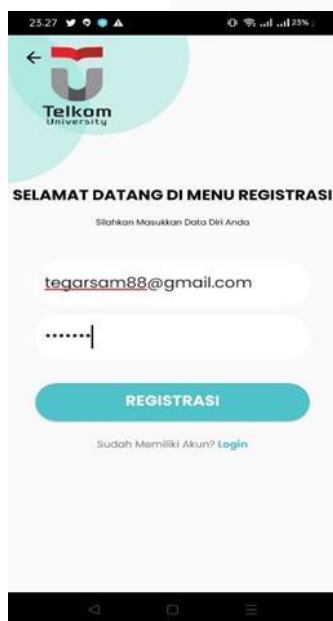 23.27 23%
Telkom
University
SELAMAT DATANG DI MENU REGISTRASI
Silahkan Masukkan Data Diri Anda
tegarsam88@gmail.com
•••••••
REGISTRASI
Sudah Memiliki Akun? Login